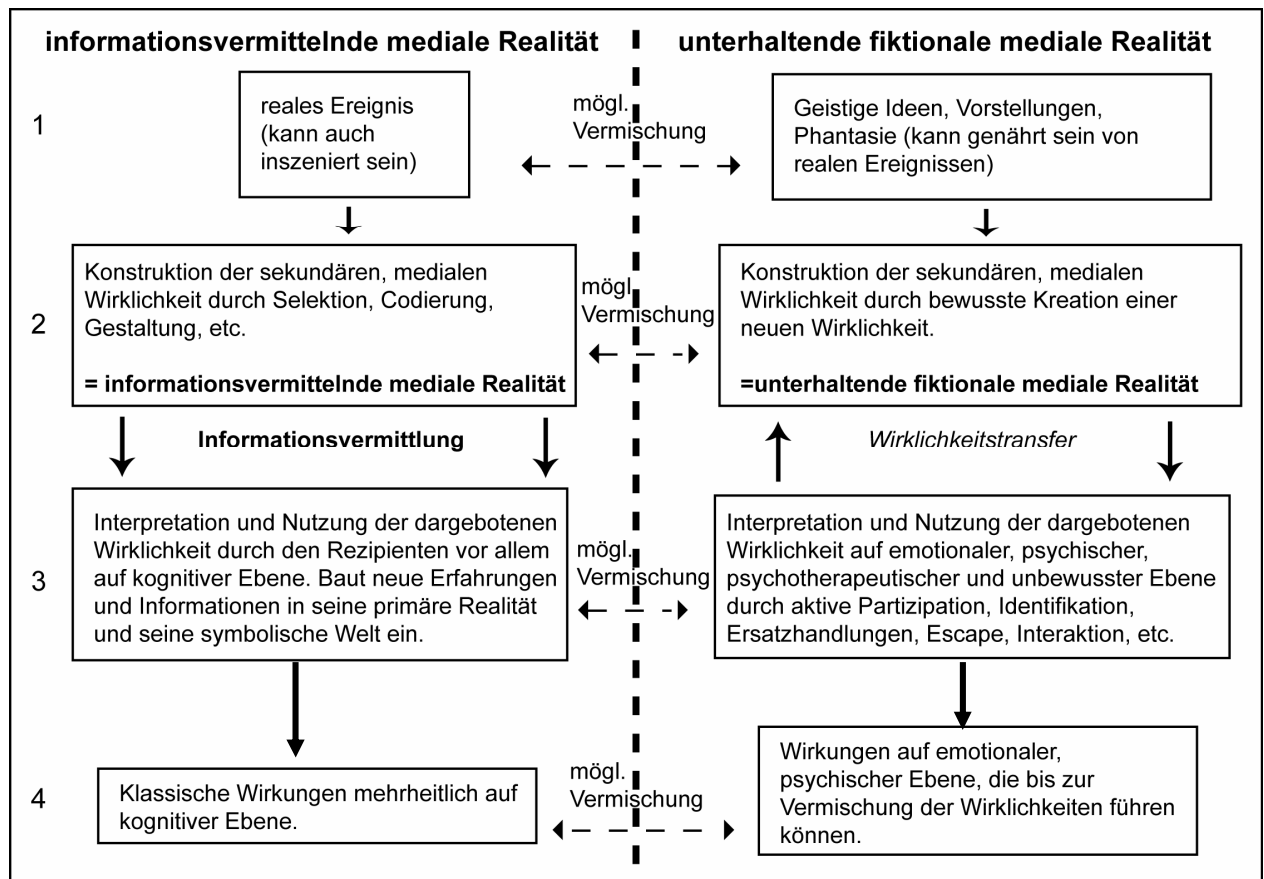 informationsvermittelnde mediale Realität
unterhaltende fiktionale mediale Realität
1
reales Ereignis
(kann auch
inszeniert sein)
mögl.
Vermischung
Geistige Ideen, Vorstellungen,
Phantasie (kann genährt sein von
realen Ereignissen)
2
Konstruktion der sekundären, medialen
Wirklichkeit durch Selektion, Codierung,
Gestaltung, etc.
= informationsvermittelnde mediale Realität
mögl.
Vermischung
Konstruktion der sekundären, medialen
Wirklichkeit durch bewusste Kreation einer
neuen Wirklichkeit.
=unterhaltende fiktionale mediale Realität
Informationsvermittlung
Wirklichkeitstransfer
3
Interpretation und Nutzung der dargebotenen
Wirklichkeit durch den Rezipienten vor allem
auf kognitiver Ebene. Baut neue Erfahrungen
und Informationen in seine primäre Realität
und seine symbolische Welt ein.
mögl.
Vermischung
Interpretation und Nutzung der dargebotenen
Wirklichkeit auf emotionaler, psychischer,
psychotherapeutischer und unbewusster Ebene
durch aktive Partizipation, Identifikation,
Ersatzhandlungen, Escape, Interaktion, etc.
4
Klassische Wirkungen mehrheitlich auf
kognitiver Ebene.
mögl.
Vermischung
Wirkungen auf emotionaler,
psychischer Ebene, die bis zur
Vermischung der Wirklichkeiten führen
können.